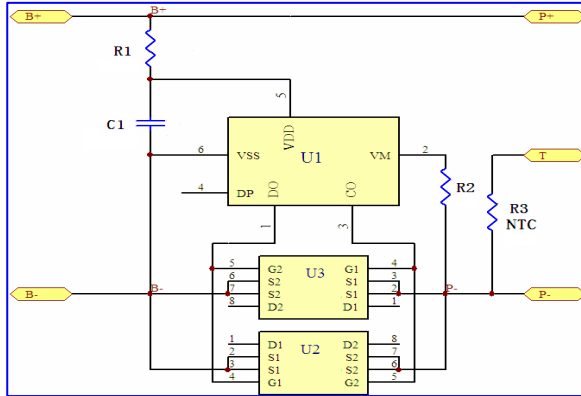 B+ B+ P+
R1
5
C1
VDD
U1
6 VSS VM 2
T
4 DP
DO CO
R2
R3
NTC
1 3
5 G2 U3 G1 4
6 S2 S1 3
B- B- 7 S2 S1 2 P- P-
8 D2 D1 1
1 D1 U2 D2 8
2 S1 S2 7
3 S1 S2 6
4 G1 G2 5